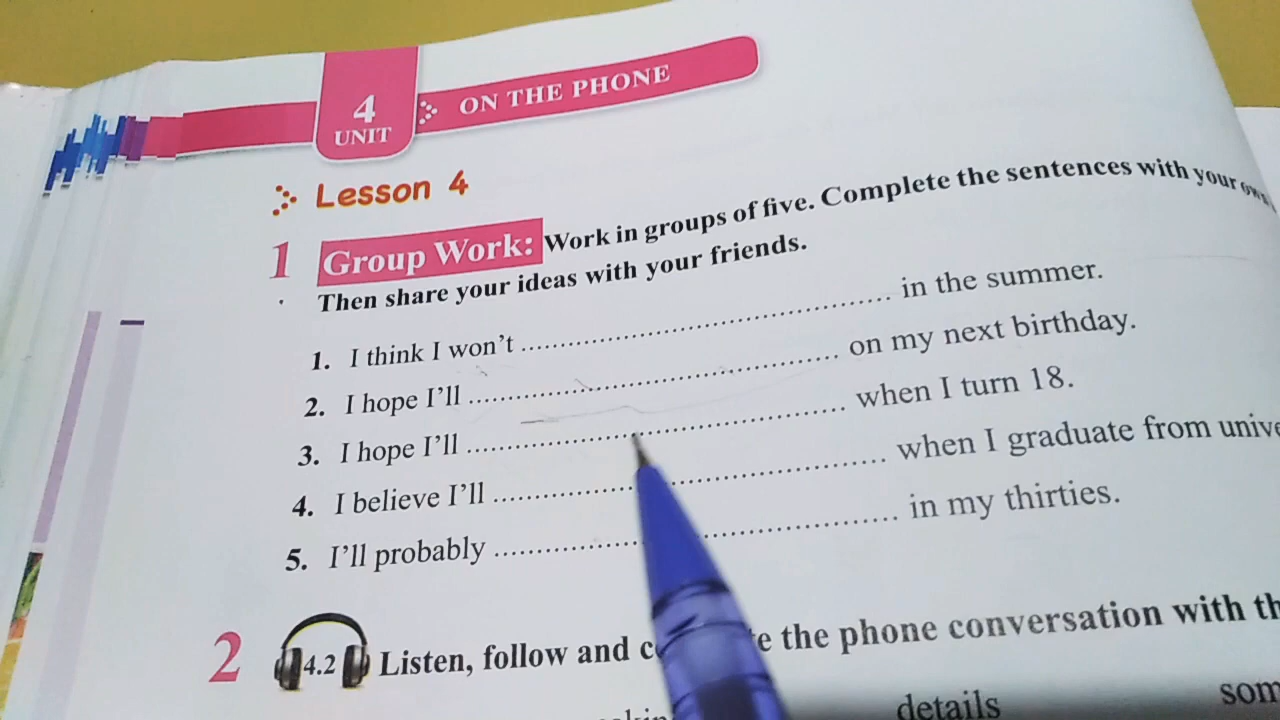 4
UNIT
ON THE PHONE
Lesson 4
1 Group Work: Work in groups of five. Complete the sentences with your own
Then share your ideas with your friends.
1. I think I won't .................... in the summer.
2. I hope I'll .................... on my next birthday.
3. I hope I'll .................... when I turn 18.
4. I believe I'll .................... when I graduate from
5. I'll probably .................... in my thirties.
2 4.2 Listen, follow and the phone conversation with
details